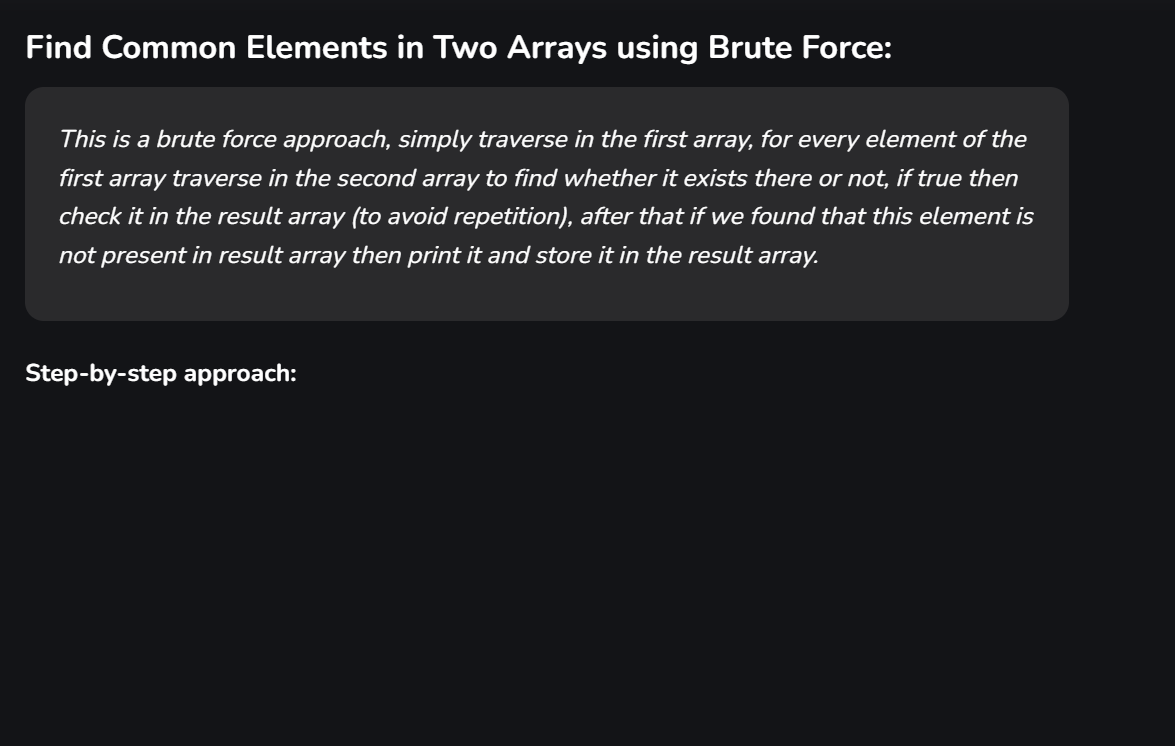 Find Common Elements in Two Arrays using Brute Force:
This is a brute force approach, simply traverse in the first array, for every element of the
first array traverse in the second array to find whether it exists there or not, if true then
check it in the result array (to avoid repetition), after that if we found that this element is
not present in result array then print it and store it in the result array.
Step-by-step approach: